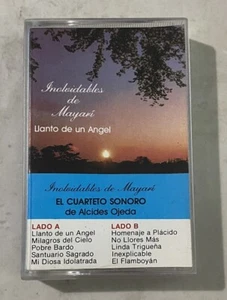 Inolvidables
de
Mayarí
Llanto de un Angel
Inolvidables de Mayarí
EL CUARTETO SONORO
de Alcides Ojeda
LADO A
Llanto de un Angel
Milagros del Cielo
Pobre Bardo
Santuario Sagrado
Mi Diosa Idolatrada
LADO B
Homenaje a Plácido
No Llores Más
Linda Trigueña
Inexplicable
El Flamboyán